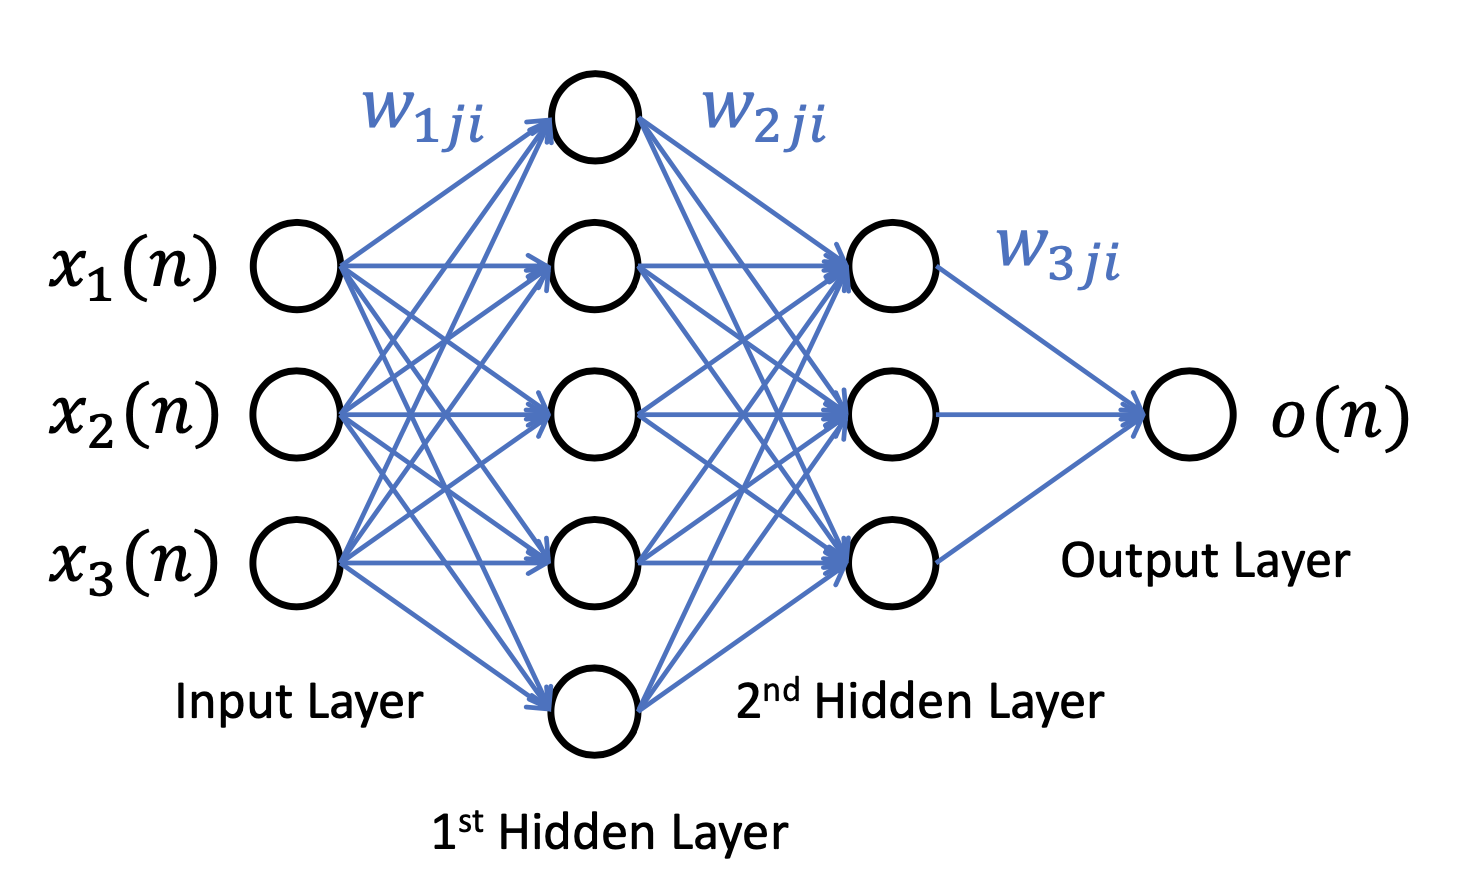 w₁ⱼᵢ
w₂ⱼᵢ
x₁(n)
w₃ⱼᵢ
x₂(n)
o(n)
x₃(n)
Output Layer
Input Layer
2ⁿᵈ Hidden Layer
1ˢᵗ Hidden Layer